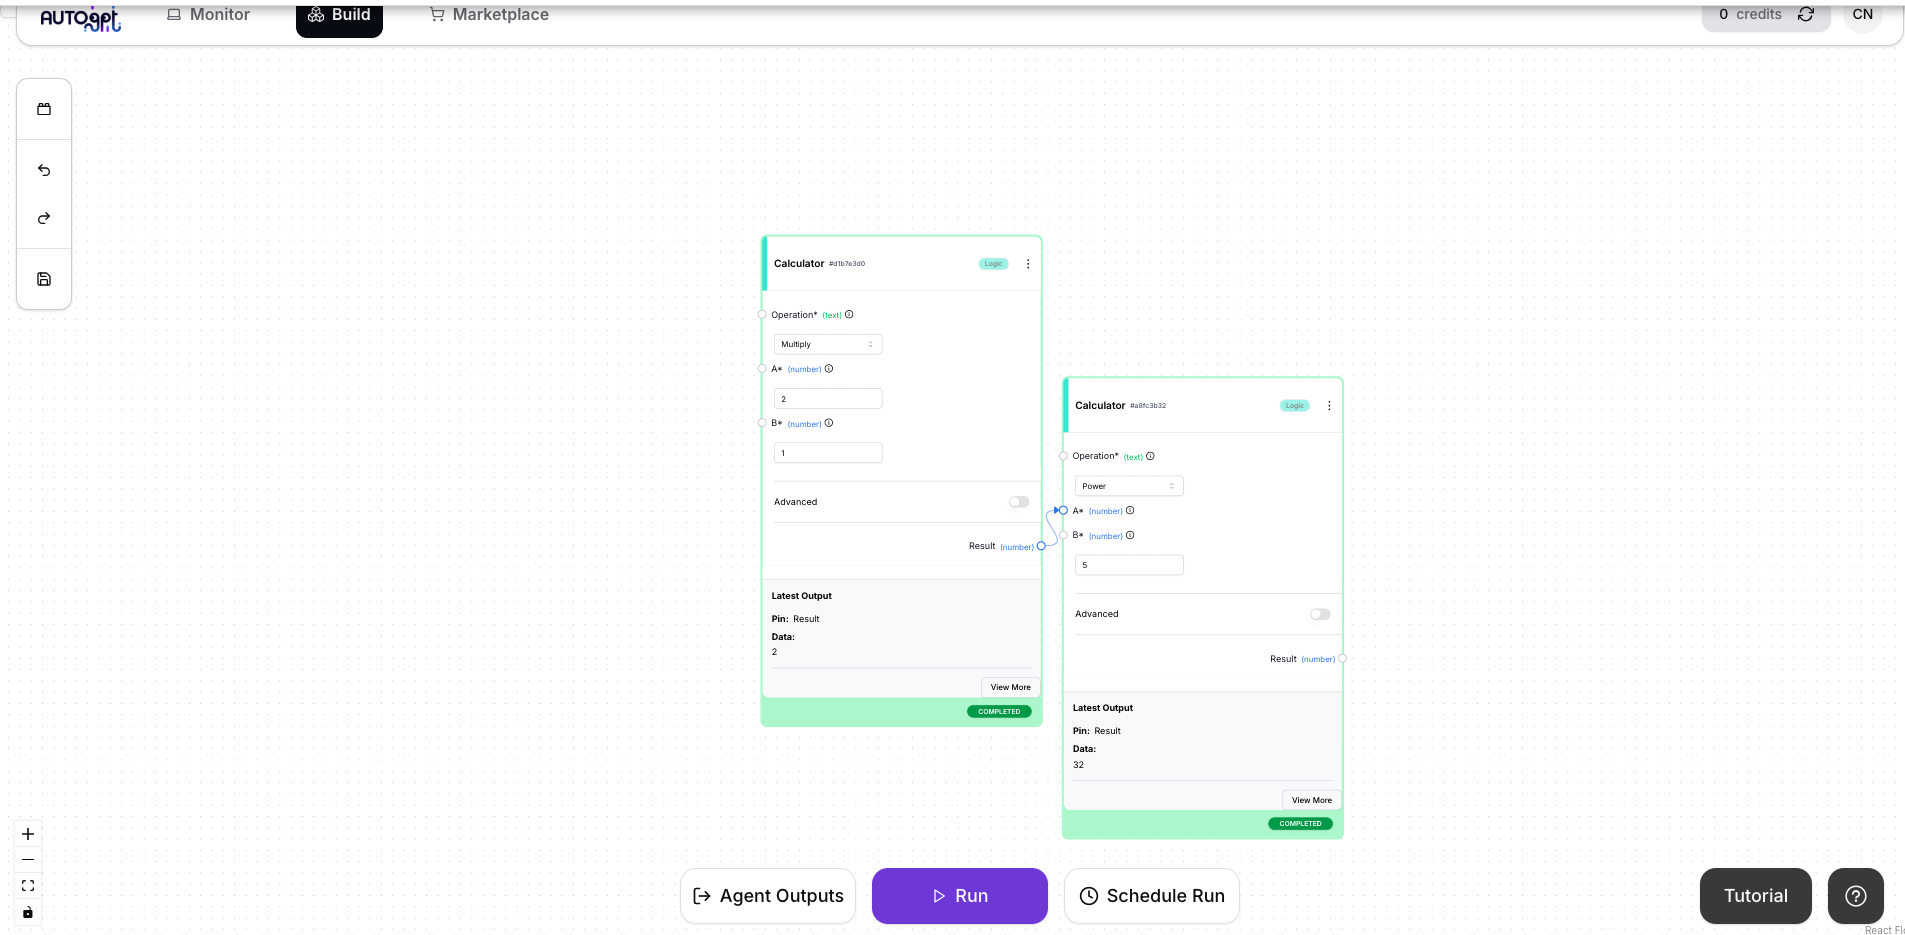 AUTOgpt
Monitor
Build
Marketplace
0 credits
CN
Calculator #d1b7e3d0
Logic
Operation* (text)
Multiply
A* (number)
2
B* (number)
1
Advanced
Result (number)
Latest Output
Pin: Result
Data:
2
View More
COMPLETED
Calculator #a8fc3b32
Logic
Operation* (text)
Power
A* (number)
B* (number)
5
Advanced
Result (number)
Latest Output
Pin: Result
Data:
32
View More
COMPLETED
Agent Outputs
Run
Schedule Run
Tutorial
React Fl